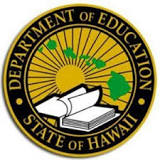 DEPARTMENT OF EDUCATION
STATE OF HAWAII